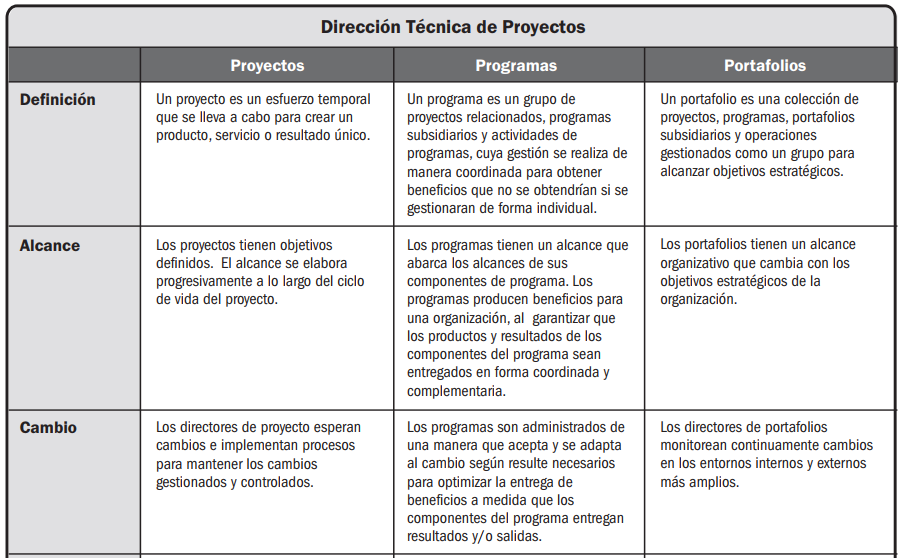 Dirección Técnica de Proyectos
Proyectos
Programas
Portafolios
Definición
Un proyecto es un esfuerzo temporal
que se lleva a cabo para crear un
producto, servicio o resultado único.
Un programa es un grupo de
proyectos relacionados, programas
subsidiarios y actividades de
programas, cuya gestión se realiza de
manera coordinada para obtener
beneficios que no se obtendrían si se
gestionaran de forma individual.
Un portafolio es una colección de
proyectos, programas, portafolios
subsidiarios y operaciones
gestionados como un grupo para
alcanzar objetivos estratégicos.
Alcance
Los proyectos tienen objetivos
definidos. El alcance se elabora
progresivamente a lo largo del ciclo
de vida del proyecto.
Los programas tienen un alcance que
abarca los alcances de sus
componentes de programa. Los
programas producen beneficios para
una organización, al garantizar que
los productos y resultados de los
componentes del programa sean
entregados en forma coordinada y
complementaria.
Los portafolios tienen un alcance
organizativo que cambia con los
objetivos estratégicos de la
organización.
Cambio
Los directores de proyecto esperan
cambios e implementan procesos
para mantener los cambios
gestionados y controlados.
Los programas son administrados de
una manera que acepta y se adapta
al cambio según resulte necesarios
para optimizar la entrega de
beneficios a medida que los
componentes del programa entregan
resultados y/o salidas.
Los directores de portafolios
monitorean continuamente cambios
en los entornos internos y externos
más amplios.